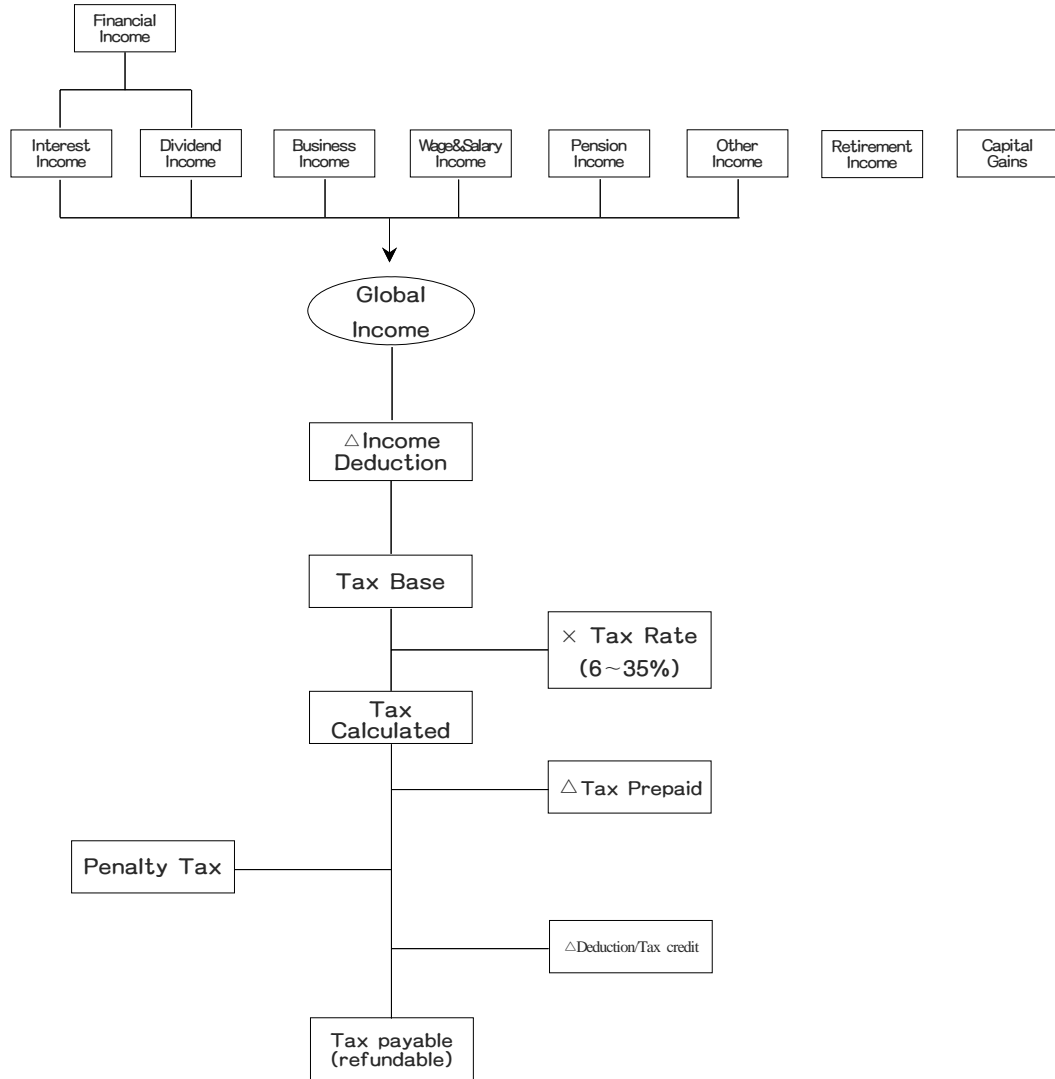 Financial
Income
Interest
Income
Dividend
Income
Business
Income
Wage&Salary
Income
Pension
Income
Other
Income
Retirement
Income
Capital
Gains
Global
Income
△Income
Deduction
Tax Base
× Tax Rate
(6~35%)
Tax
Calculated
△Tax Prepaid
Penalty Tax
△Deduction/Tax credit
Tax payable
(refundable)